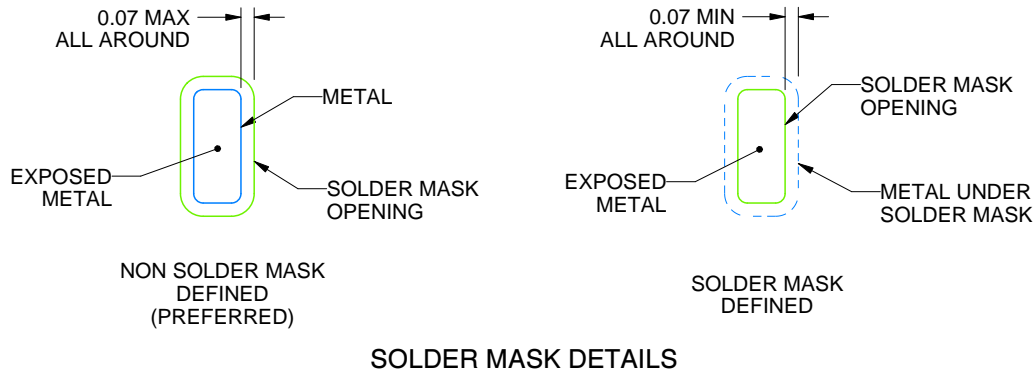 0.07 MAX
ALL AROUND
METAL
EXPOSED
METAL
SOLDER MASK
OPENING
NON SOLDER MASK
DEFINED
(PREFERRED)
0.07 MIN
ALL AROUND
SOLDER MASK
OPENING
EXPOSED
METAL
METAL UNDER
SOLDER MASK
SOLDER MASK
DEFINED
SOLDER MASK DETAILS